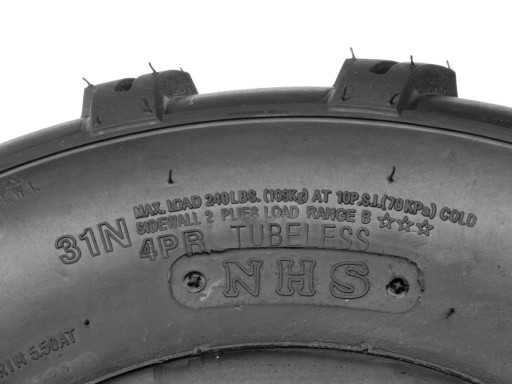 T.W.I.
MAX. LOAD 240LBS. (109Kg) AT 10P.S.I. (70KPa) COLD
SIDEWALL 2 PLIES LOAD RANGE B ☆☆☆
31N
4PR TUBELESS
NHS
RIM 5.50AT